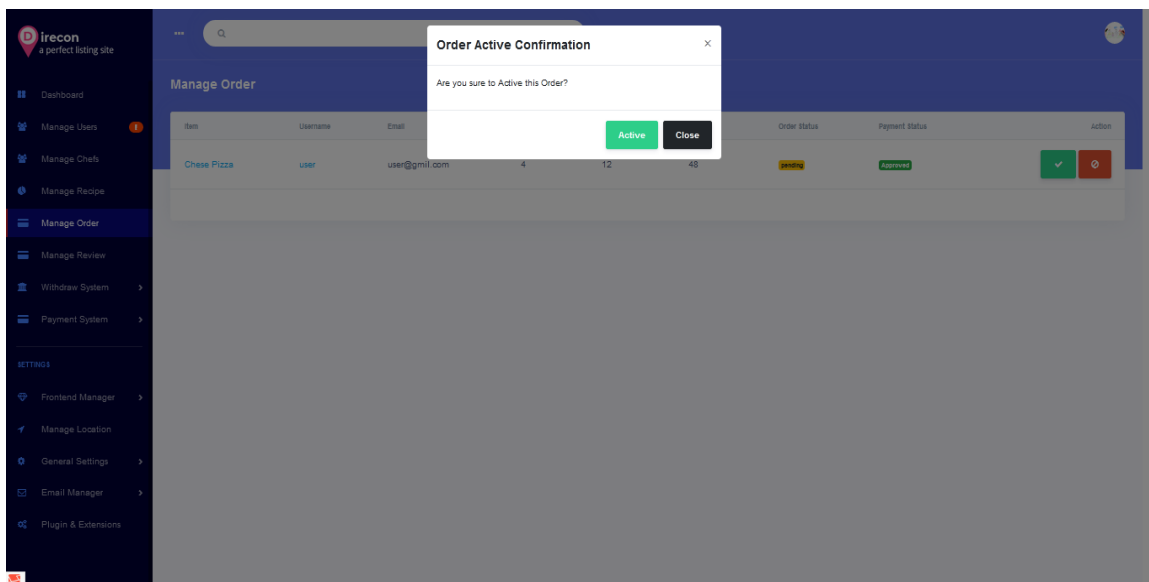 Direcon
a perfect listing site
Dashboard
Manage Users
Manage Chefs
Manage Recipe
Manage Order
Manage Review
Withdraw System
Payment System
SETTINGS
Frontend Manager
Manage Location
General Settings
Email Manager
Plugin & Extensions
Manage Order
Order Active Confirmation ×
Are you sure to Active this Order?
Active Close
Item Username Email Order Status Payment Status Action
Chese Pizza user user@gmil.com 4 12 48 pending Approved